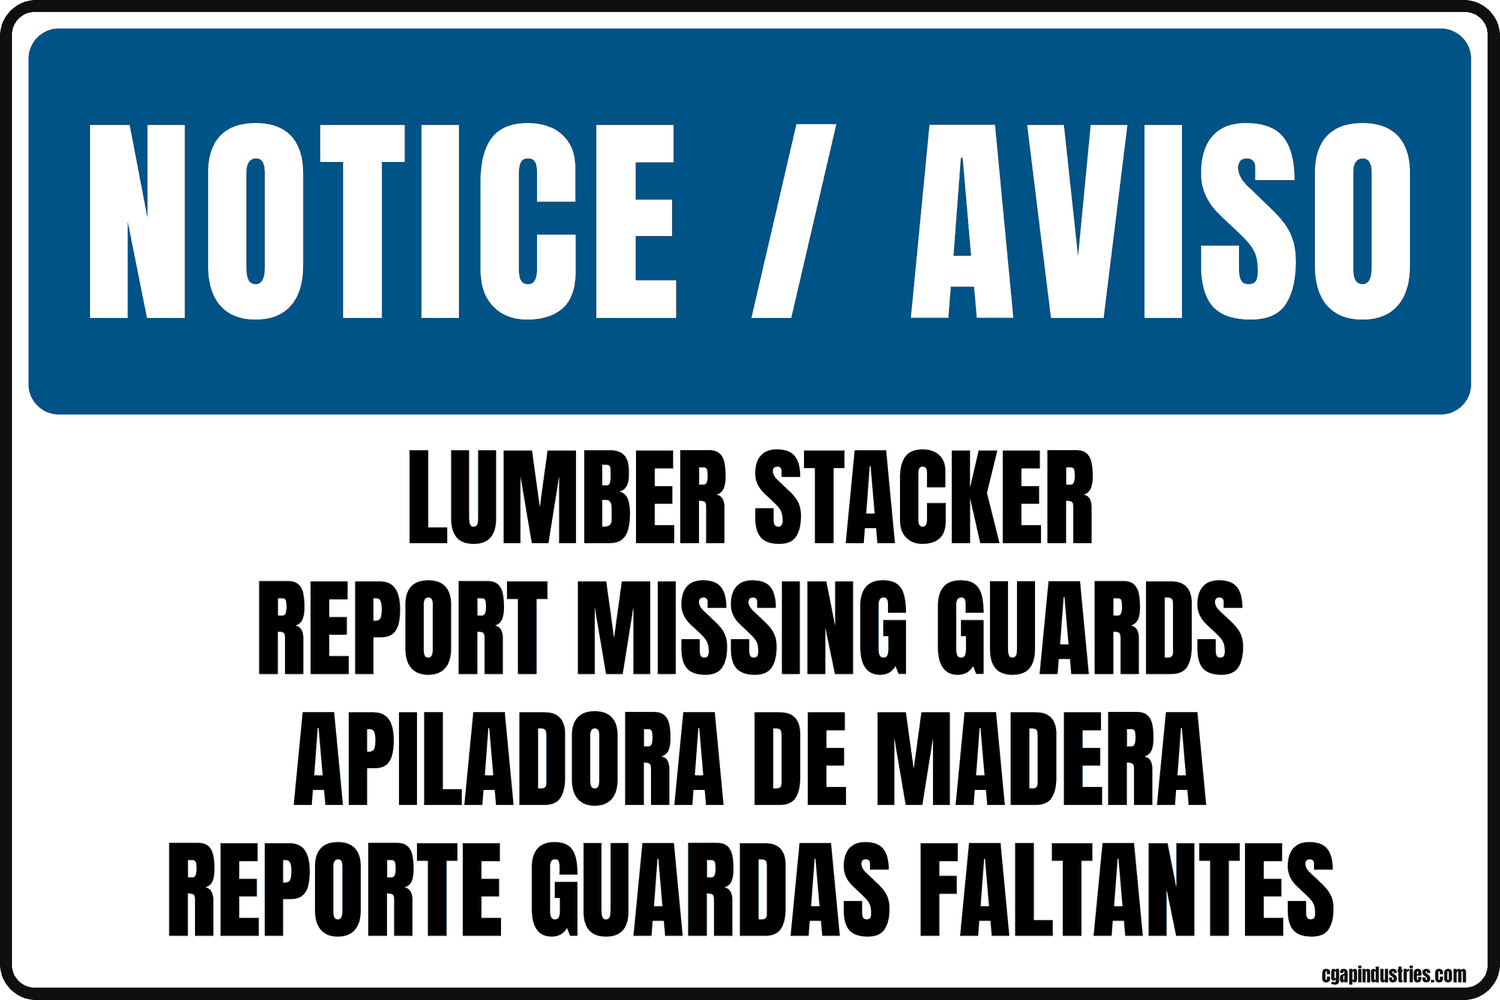 NOTICE / AVISO
LUMBER STACKER
REPORT MISSING GUARDS
APILADORA DE MADERA
REPORTE GUARDAS FALTANTES
cgapindustries.com